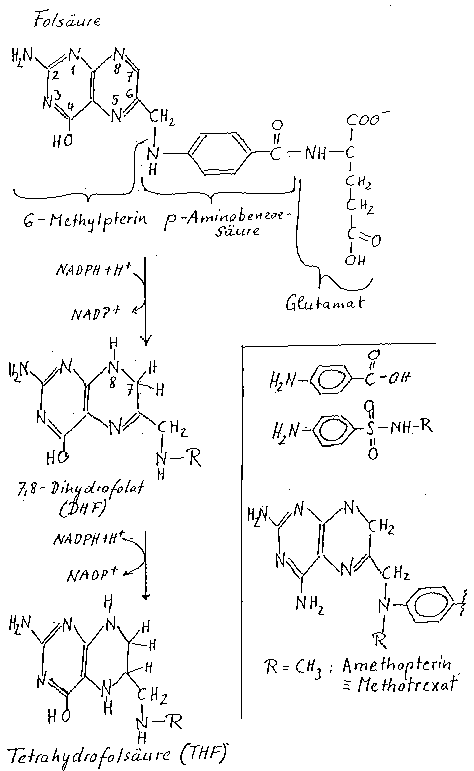 Folsäure
H₂N N N
2 1 8 7
N3 4 5 6
N
HO CH₂
N
H
O
C - NH - C
COO⁻
CH₂
CH₂
C=O
OH
6-Methylpterin p-Aminobenzoe-
säure
Glutamat
NADPH+H⁺
NADP⁺
H
H₂N N N H
8 7 H
N N CH₂
HO N-R
H
7,8-Dihydrofolat
(DHF)
NADPH+H⁺
NADP⁺
H
H₂N N N H
H
H
N N CH₂
HO H N-R
H
Tetrahydrofolsäure (THF)
H₂N- O
C-OH
H₂N- O
S-NH-R
O
H₂N N N CH₂
N N CH₂
NH₂ N
R
R = CH₃ : Amethopterin
≡ Methotrexat